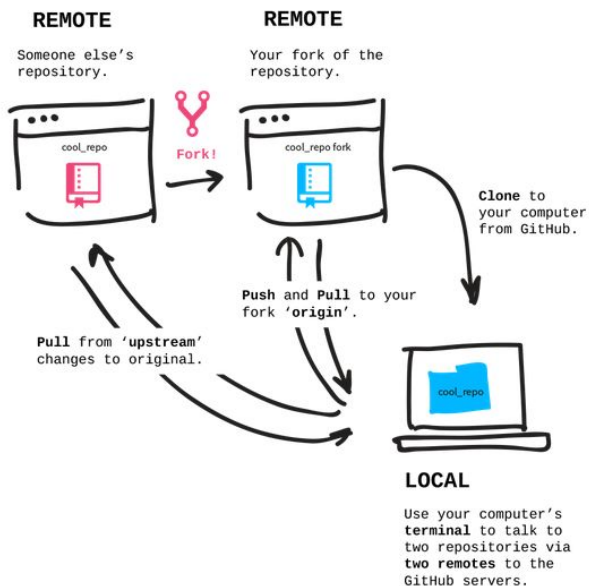 REMOTE
Someone else's
repository.
cool_repo
Fork!
REMOTE
Your fork of the
repository.
cool_repo fork
Clone to
your computer
from GitHub.
Push and Pull to your
fork ‘origin’.
Pull from ‘upstream’
changes to original.
cool_repo
LOCAL
Use your computer's
terminal to talk to
two repositories via
two remotes to the
GitHub servers.